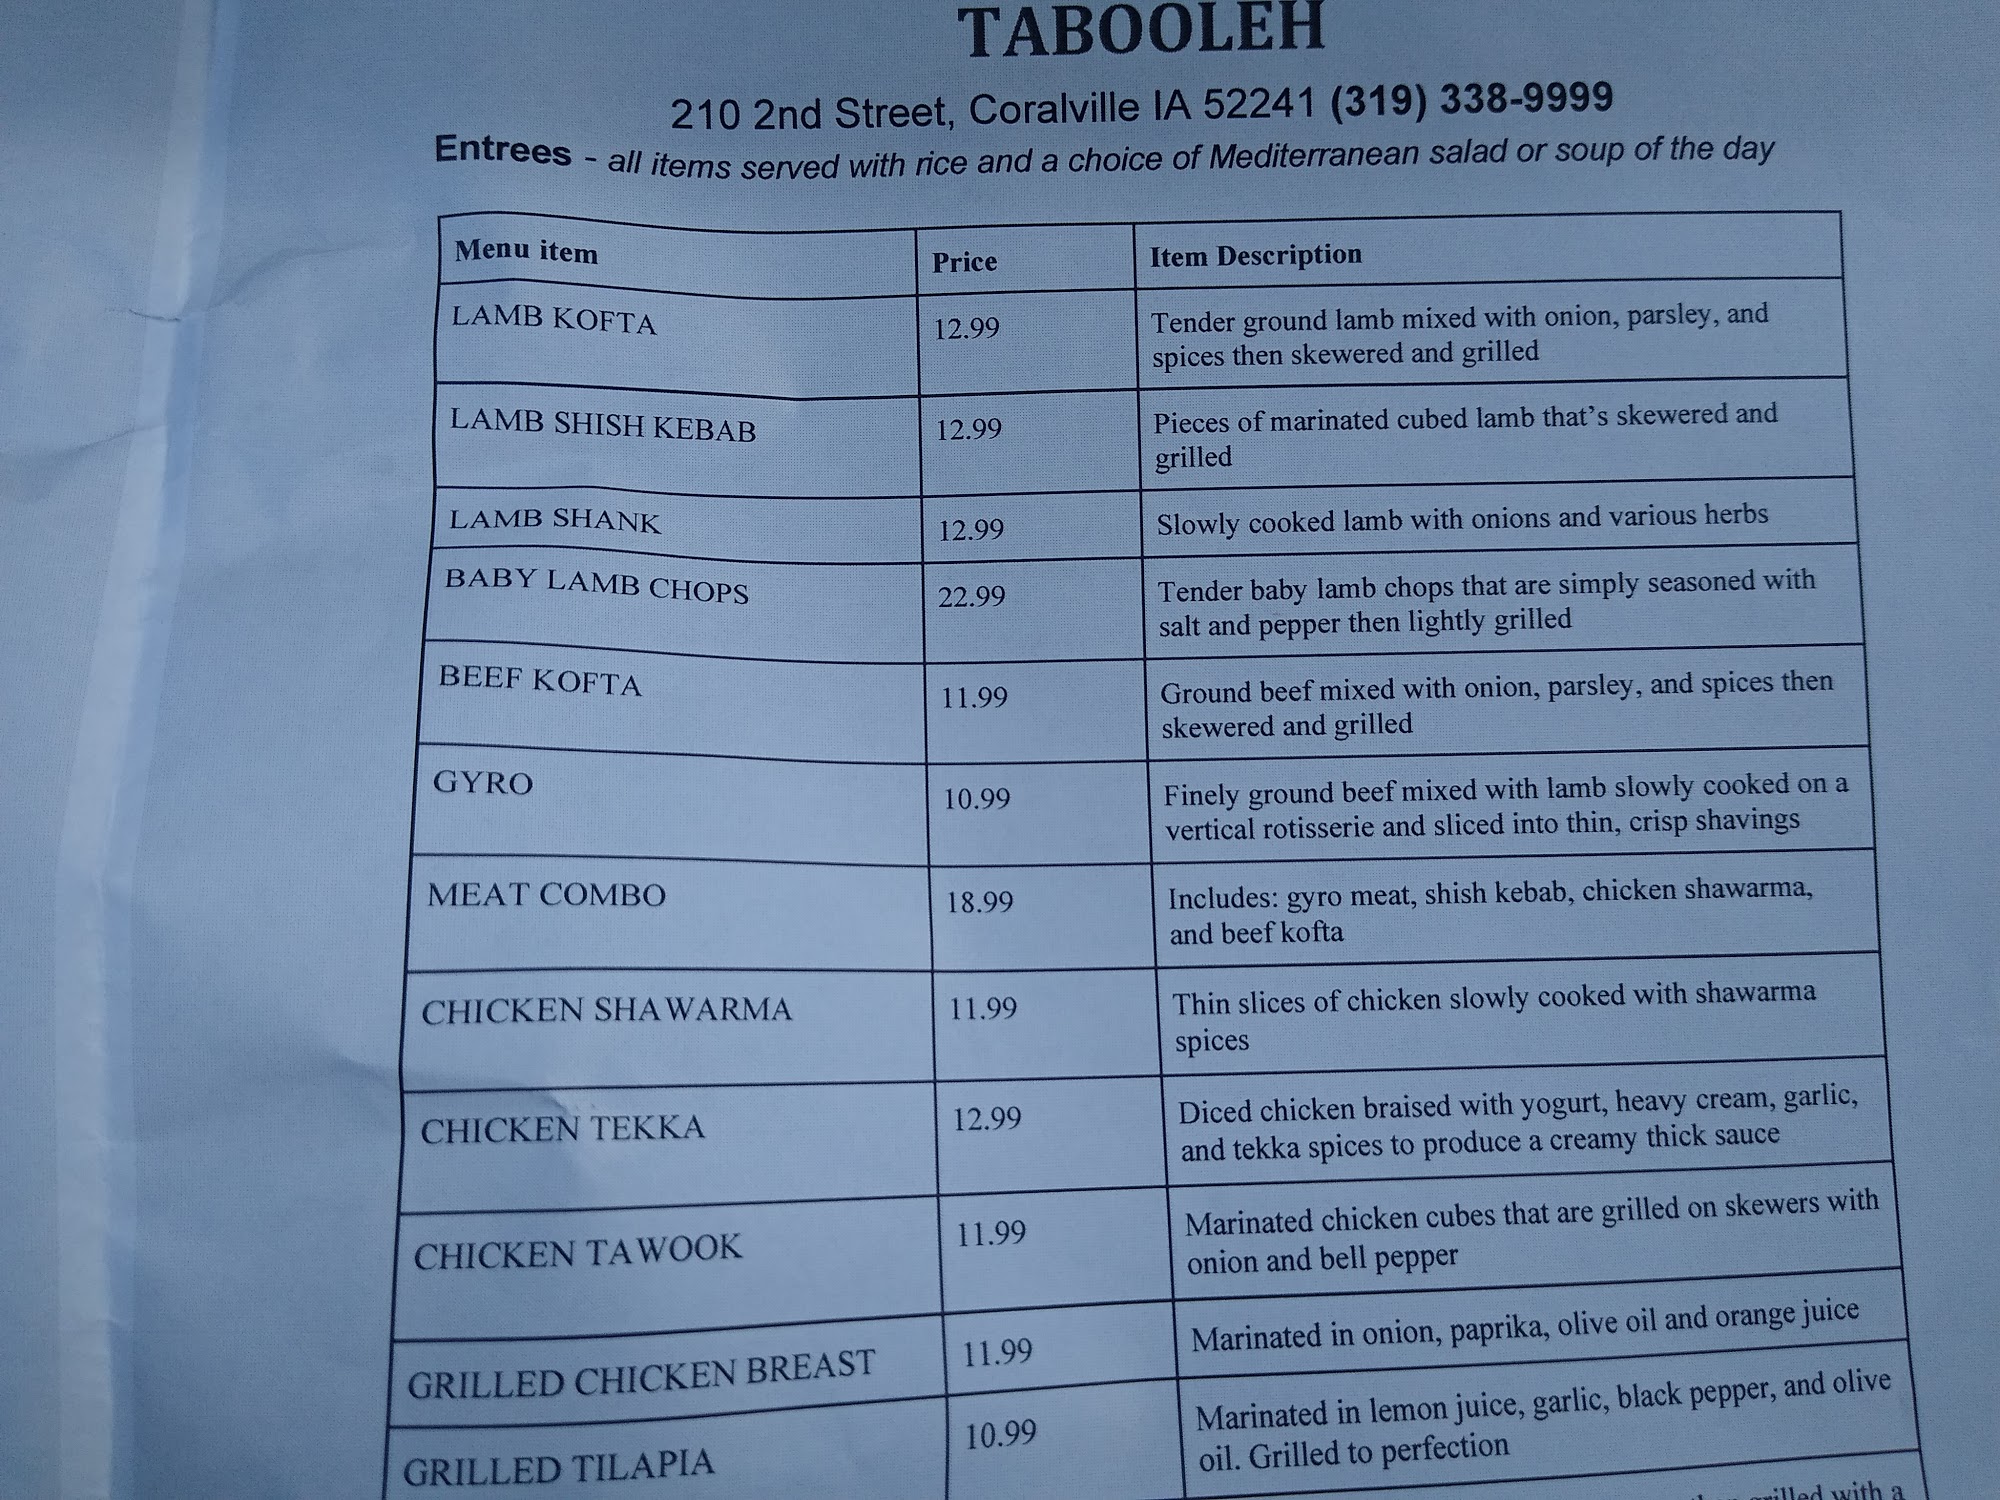 TABOOLEH
210 2nd Street, Coralville IA 52241 (319) 338-9999
Entrees - all items served with rice and a choice of Mediterranean salad or soup of the day
Menu item Price Item Description
LAMB KOFTA 12.99 Tender ground lamb mixed with onion, parsley, and
spices then skewered and grilled
LAMB SHISH KEBAB 12.99 Pieces of marinated cubed lamb that's skewered and
grilled
LAMB SHANK 12.99 Slowly cooked lamb with onions and various herbs
BABY LAMB CHOPS 22.99 Tender baby lamb chops that are simply seasoned with
salt and pepper then lightly grilled
BEEF KOFTA 11.99 Ground beef mixed with onion, parsley, and spices then
skewered and grilled
GYRO 10.99 Finely ground beef mixed with lamb slowly cooked on a
vertical rotisserie and sliced into thin, crisp shavings
MEAT COMBO 18.99 Includes: gyro meat, shish kebab, chicken shawarma,
and beef kofta
CHICKEN SHAWARMA 11.99 Thin slices of chicken slowly cooked with shawarma
spices
CHICKEN TEKKA 12.99 Diced chicken braised with yogurt, heavy cream, garlic,
and tekka spices to produce a creamy thick sauce
CHICKEN TAWOOK 11.99 Marinated chicken cubes that are grilled on skewers with
onion and bell pepper
GRILLED CHICKEN BREAST 11.99 Marinated in onion, paprika, olive oil and orange juice
GRILLED TILAPIA 10.99 Marinated in lemon juice, garlic, black pepper, and olive
oil. Grilled to perfection
grilled with a